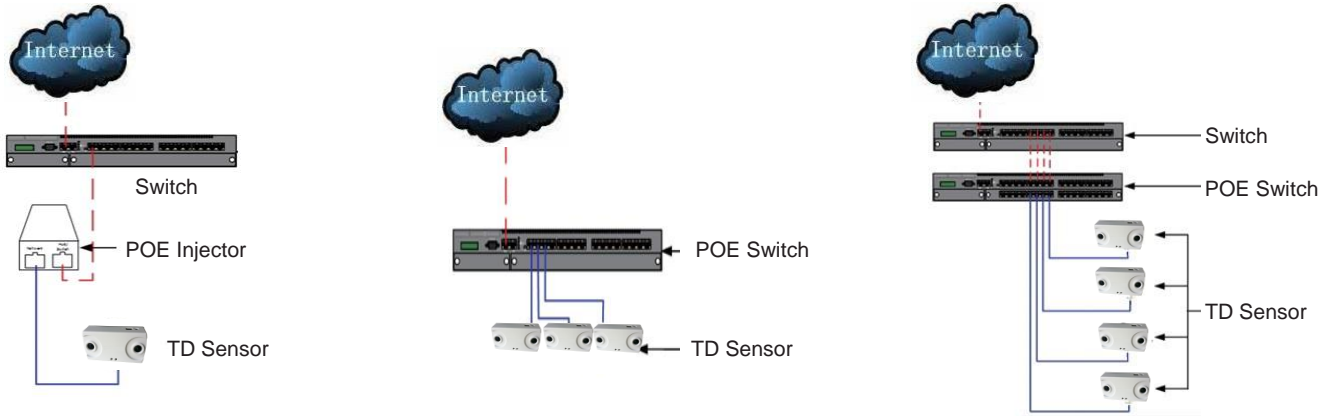 Internet
Switch
POE Injector
TD Sensor
Internet
POE Switch
TD Sensor
Internet
Switch
POE Switch
TD Sensor